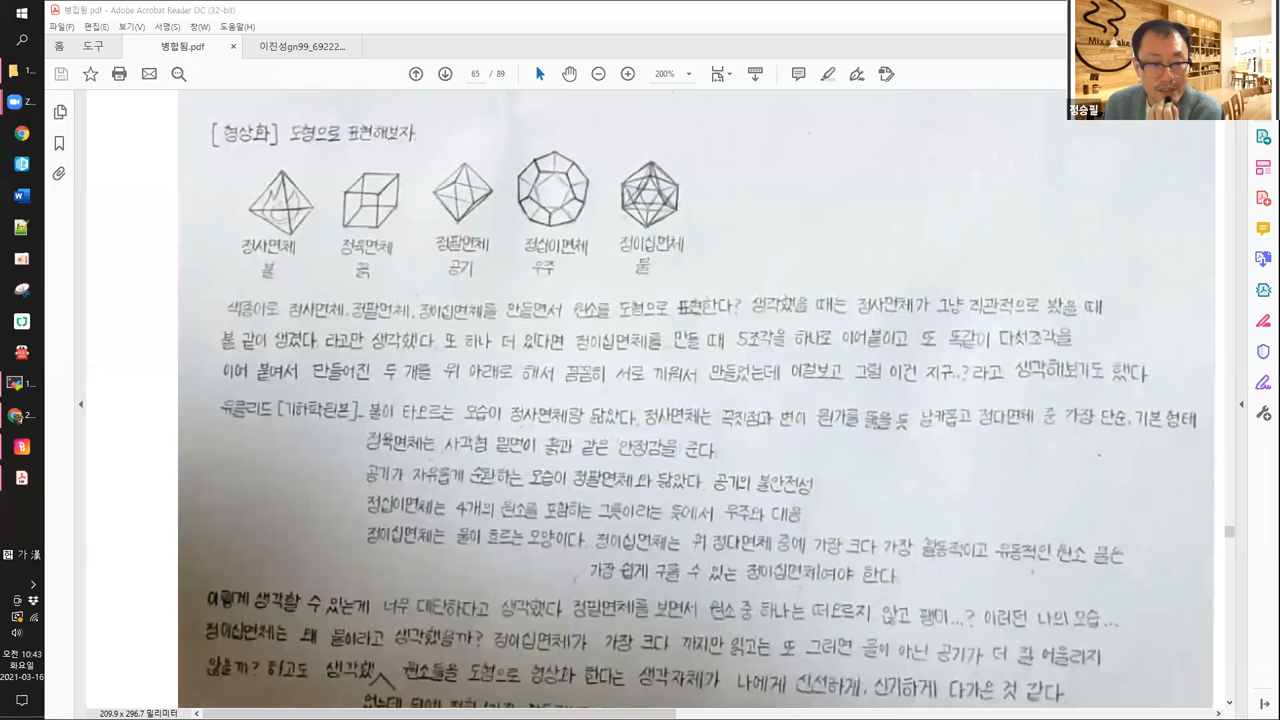 병합됨.pdf - Adobe Acrobat Reader DC (32-bit)
파일(F) 편집(E) 보기(V) 서명(S) 창(W) 도움말(H)
홈 도구 병합됨.pdf × 이진성gn99_69222...
65 / 89 200%
Mix
정승필
[형상화] 도형으로 표현해보자.
정사면체 정육면체 정팔면체 정십이면체 정이십면체
불 흙 공기 우주 물
색종이로 정사면체, 정팔면체, 정이십면체를 만들면서 원소를 도형으로 표현한다? 생각했을 때는 정사면체가 그냥 직관적으로 봤을 때
불 같이 생겼다. 라고만 생각했다. 또 하나 더 있다면 정이십면체를 만들 때 5조각을 하나로 이어붙이고 또 똑같이 다섯조각을
이어 붙여서 만들어진 두 개를 위 아래로 해서 꼼꼼히 서로 끼워서 만들었는데 이걸보고 그럼 이건 지구..? 라고 생각해보기도 했다.
유클리드 [기하학원본] - 불이 타오르는 모습이 정사면체랑 닮았다. 정사면체는 꼭짓점과 변이 뭔가를 뚫을 듯 날카롭고 정다면체 중 가장 단순, 기본 형태
정육면체는 사각형 밑면이 흙과 같은 안정감을 준다.
공기가 자유롭게 순환하는 모습이 정팔면체와 닮았다. 공기의 불안전성
정십이면체는 4개의 원소를 포함하는 그릇이라는 뜻에서 우주와 대응
정이십면체는 물이 흐르는 모양이다. 정이십면체는 위 정다면체 중에 가장 크다 가장 활동적이고 유동적인 원소 물은
가장 쉽게 구를 수 있는 정이십면체여야 한다.
이렇게 생각할 수 있는게 너무 대단하다고 생각했다 정팔면체를 보면서 원소 중 하나는 떠오르지 않고 팽이...? 이러던 나의 모습...
정이십면체는 왜 물이라고 생각했을까? 정이십면체가 가장 크다 까지만 읽고는 또 그러면 물이 아닌 공기가 더 잘 어울리지
않을까? 하고도 생각했 원소들을 도형으로 형상화 한다는 생각자체가 나에게 신선하게, 신기하게 다가온 것 같다.
한 가 漢
오전 10:43
화요일
2021-03-16
209.9 x 296.7 밀리미터